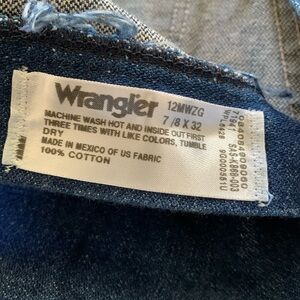 Wrangler 12MWZG
7/8 X 32
MACHINE WASH HOT AND INSIDE OUT FIRST
THREE TIMES WITH LIKE COLORS, TUMBLE
DRY
MADE IN MEXICO OF US FABRIC
100% COTTON